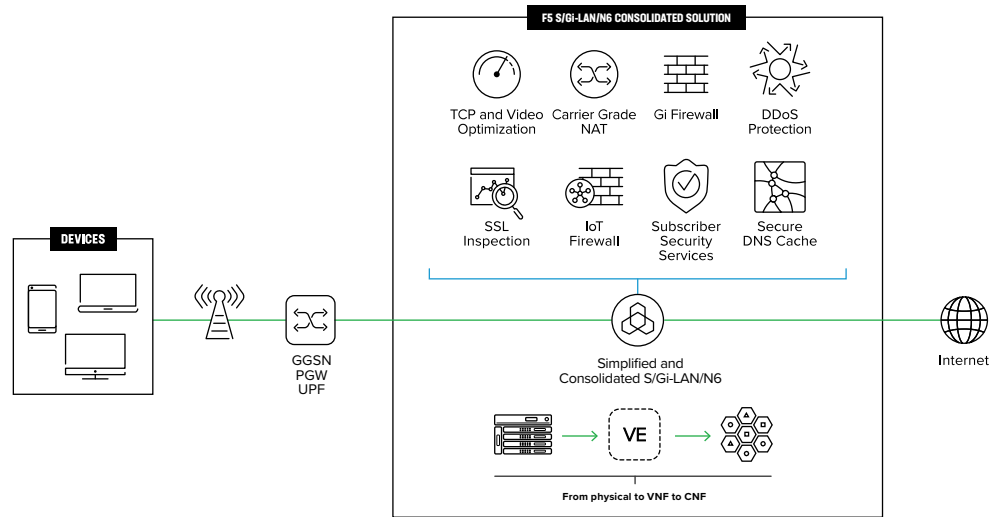 F5 S/Gi-LAN/N6 CONSOLIDATED SOLUTION
TCP and Video
Optimization
Carrier Grade
NAT
Gi Firewall
DDoS
Protection
SSL
Inspection
IoT
Firewall
Subscriber
Security
Services
Secure
DNS Cache
DEVICES
GGSN
PGW
UPF
Simplified and
Consolidated S/Gi-LAN/N6
Internet
VE
From physical to VNF to CNF